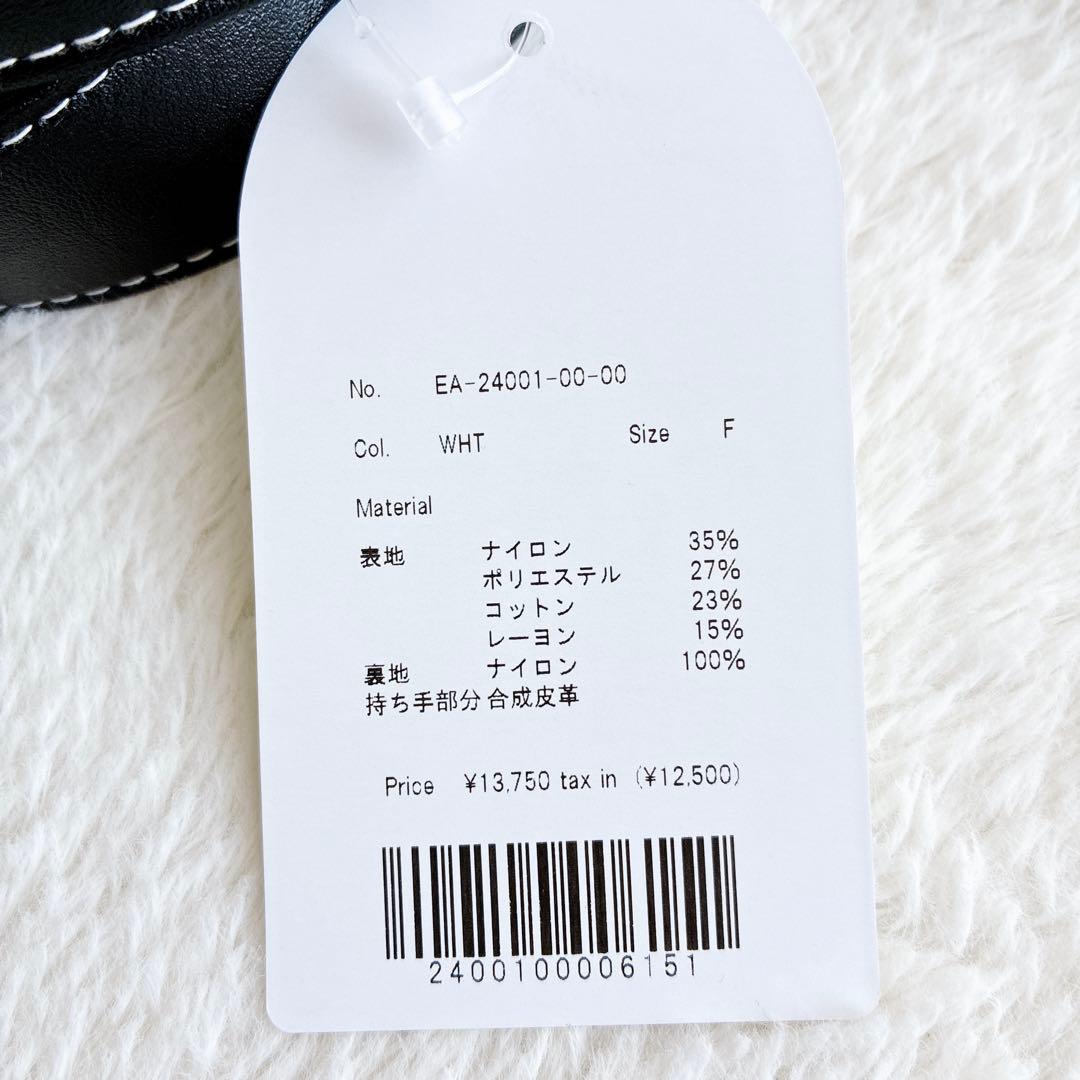 No. EA-24001-00-00
Col. WHT Size F
Material
表地 ナイロン 35%
ポリエステル 27%
コットン 23%
レーヨン 15%
裏地 ナイロン 100%
持ち手部分 合成皮革
Price ¥13,750 tax in (¥12,500)
2400100006151